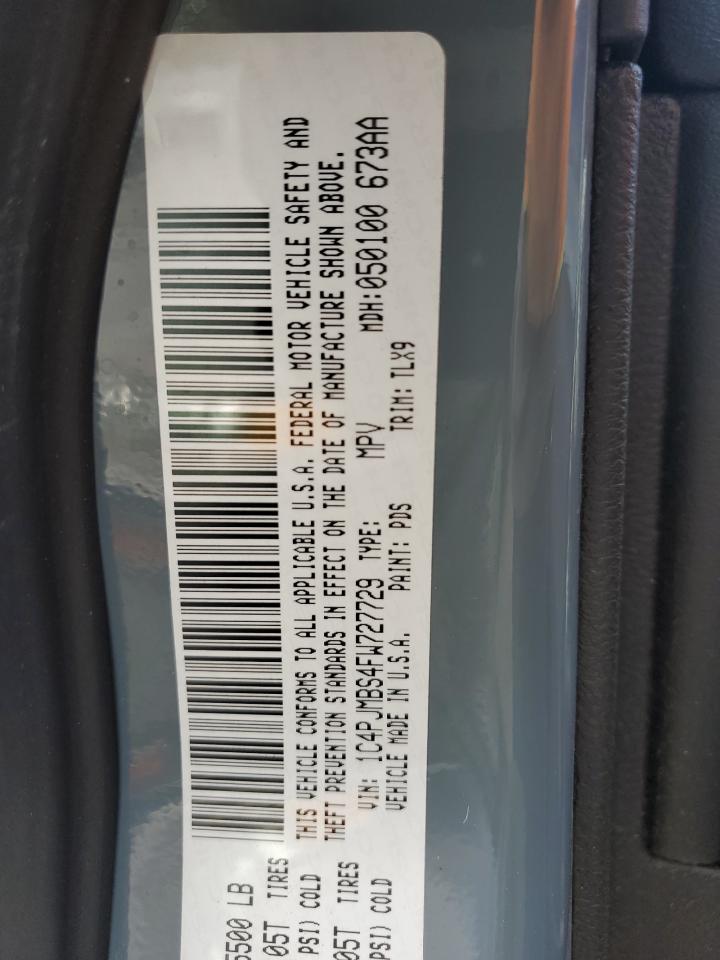 5500 LB
05T TIRES
PSI) COLD
05T TIRES
PSI) COLD
THIS VEHICLE CONFORMS TO ALL APPLICABLE U.S.A. FEDERAL MOTOR VEHICLE SAFETY AND
THEFT PREVENTION STANDARDS IN EFFECT ON THE DATE OF MANUFACTURE SHOWN ABOVE.
VIN: 1C4PJMBS4FW727729 TYPE: MPV MDH:050100 673AA
VEHICLE MADE IN U.S.A. PAINT: PDS TRIM: TLX9